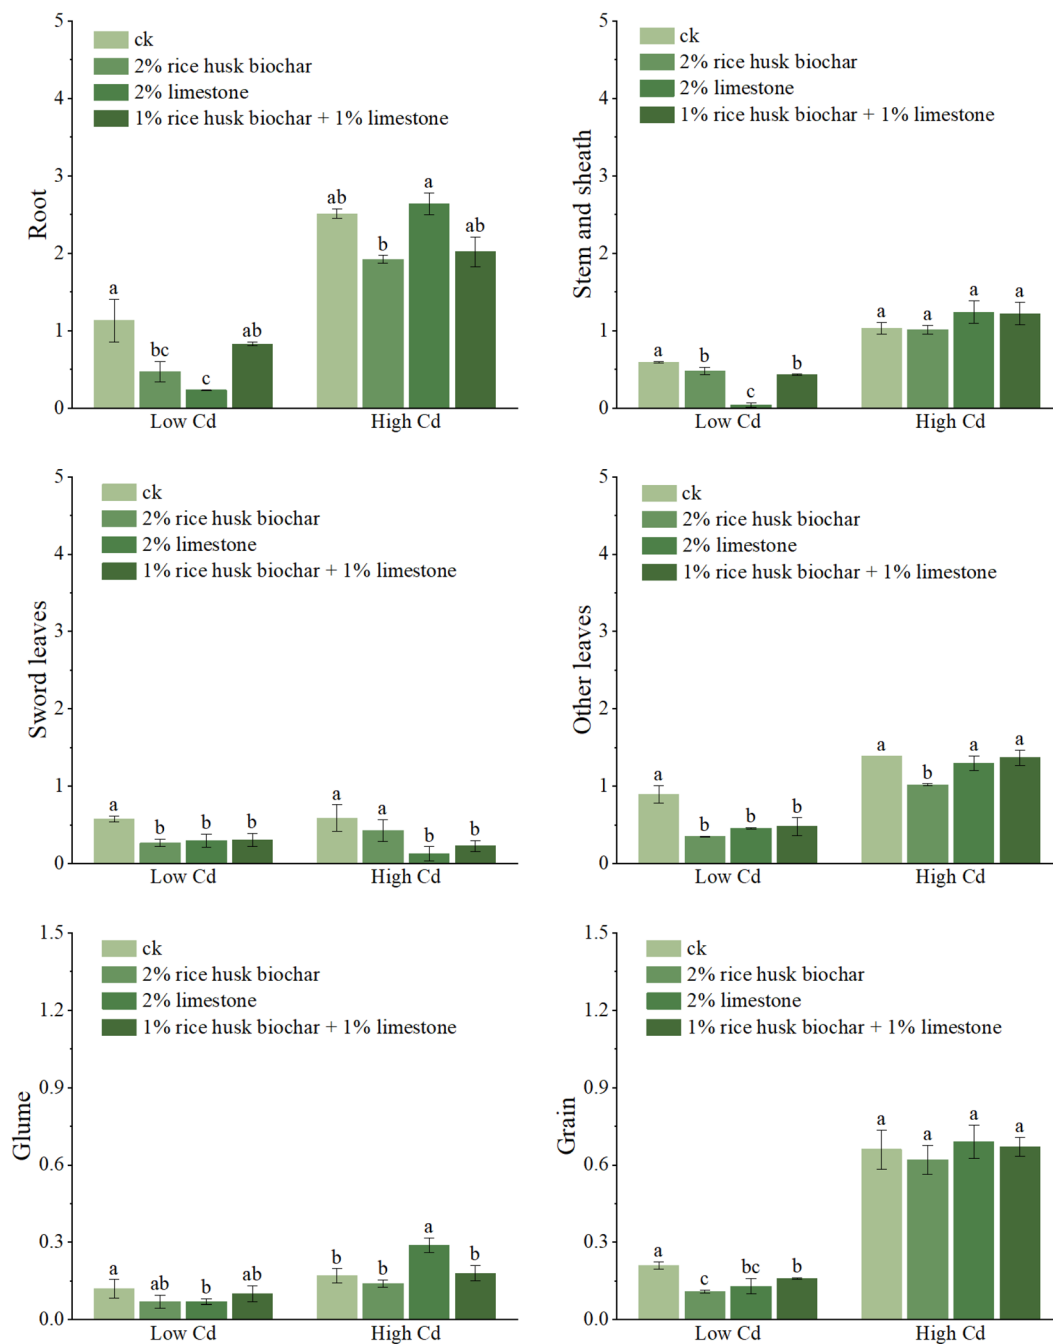 5
4
3
2
1
0
Root
ck
2% rice husk biochar
2% limestone
1% rice husk biochar + 1% limestone
a
bc
c
ab
ab
b
a
ab
Low Cd
High Cd
5
4
3
2
1
0
Stem and sheath
ck
2% rice husk biochar
2% limestone
1% rice husk biochar + 1% limestone
a
b
c
b
a
a
a
a
Low Cd
High Cd
5
4
3
2
1
0
Sword leaves
ck
2% rice husk biochar
2% limestone
1% rice husk biochar + 1% limestone
a
b
b
b
a
a
b
b
Low Cd
High Cd
5
4
3
2
1
0
Other leaves
ck
2% rice husk biochar
2% limestone
1% rice husk biochar + 1% limestone
a
b
b
b
a
b
a
a
Low Cd
High Cd
1.5
1.2
0.9
0.6
0.3
0.0
Glume
ck
2% rice husk biochar
2% limestone
1% rice husk biochar + 1% limestone
a
ab
b
ab
b
b
a
b
Low Cd
High Cd
1.5
1.2
0.9
0.6
0.3
0.0
Grain
ck
2% rice husk biochar
2% limestone
1% rice husk biochar + 1% limestone
a
c
bc
b
a
a
a
a
Low Cd
High Cd